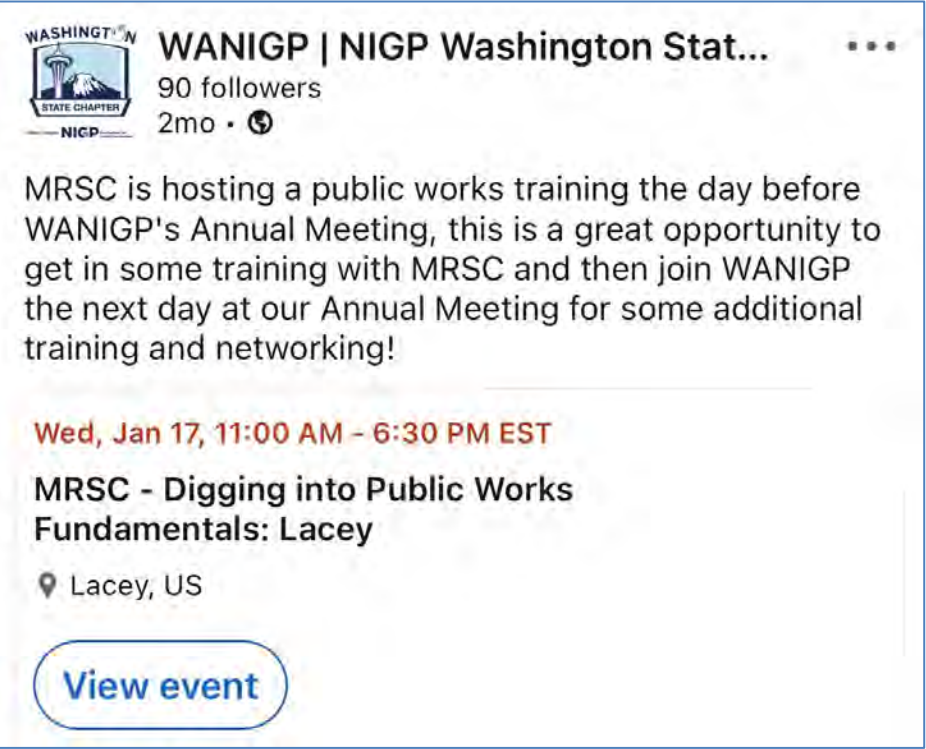 WASHINGTON
STATE CHAPTER
NIGP
WANIGP | NIGP Washington Stat...
90 followers
2mo •
MRSC is hosting a public works training the day before
WANIGP's Annual Meeting, this is a great opportunity to
get in some training with MRSC and then join WANIGP
the next day at our Annual Meeting for some additional
training and networking!
Wed, Jan 17, 11:00 AM - 6:30 PM EST
MRSC - Digging into Public Works
Fundamentals: Lacey
Lacey, US
View event